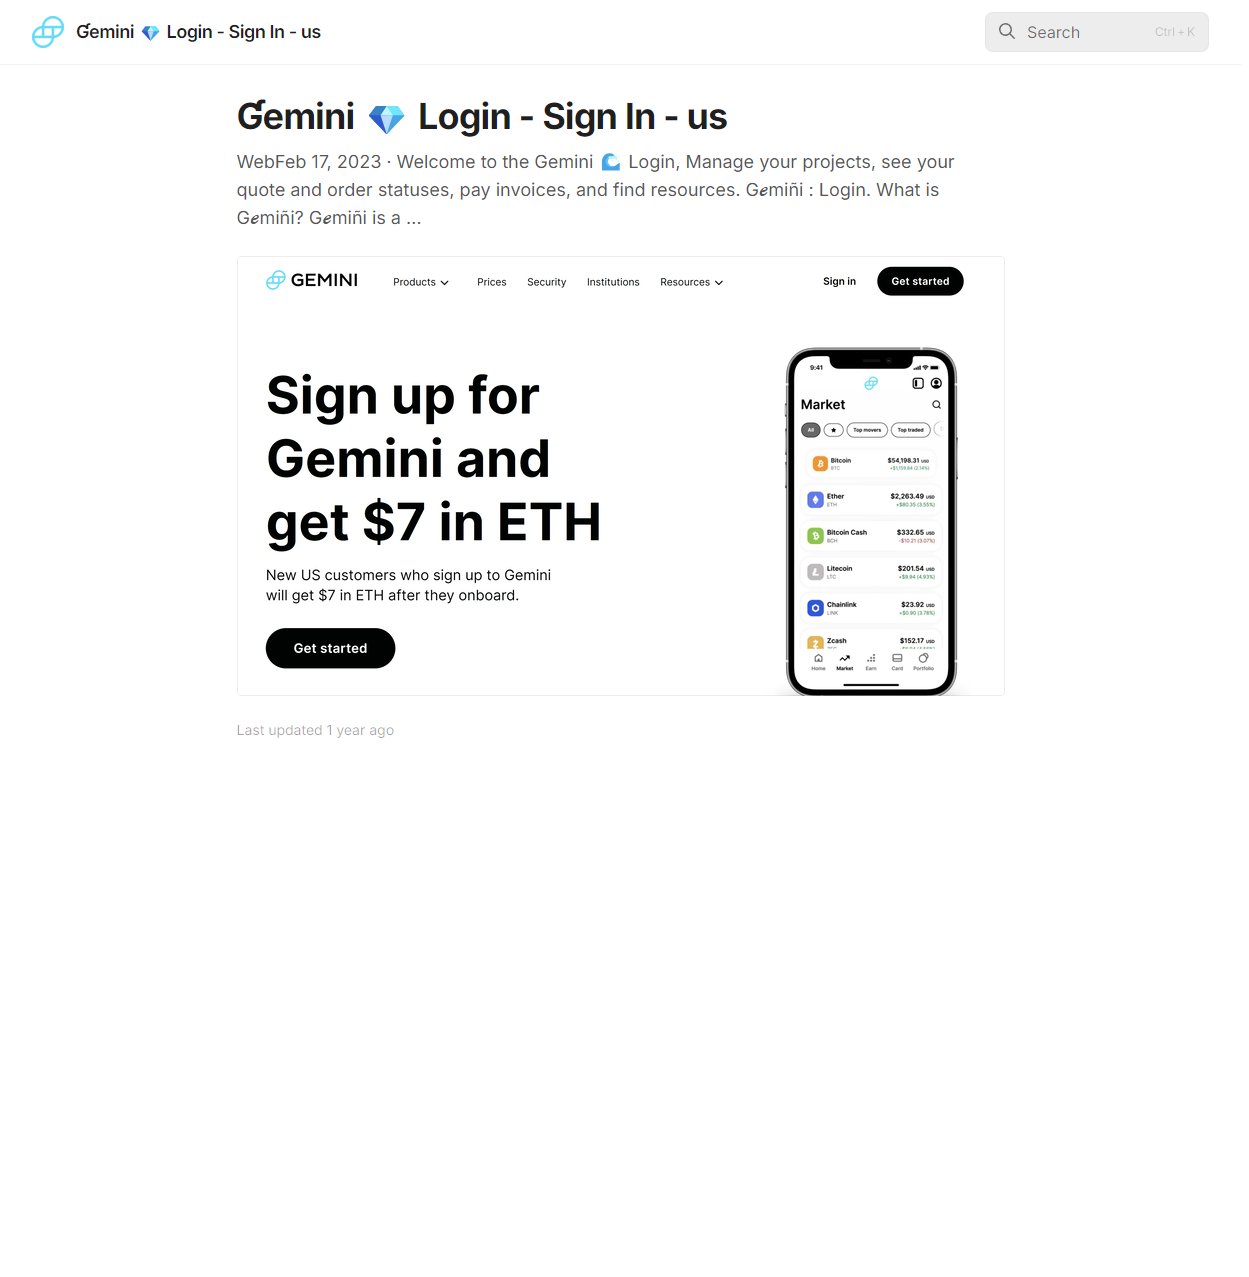 Ɠemini 💎 Login - Sign In - us
Search
Ctrl + K
Ɠemini 💎 Login - Sign In - us
WebFeb 17, 2023 · Welcome to the Gemini 🌊 Login, Manage your projects, see your
quote and order statuses, pay invoices, and find resources. G𝓮miñi : Login. What is
G𝓮miñi? G𝓮miñi is a ...
GEMINI
Products
Prices
Security
Institutions
Resources
Sign in
Get started
Sign up for
Gemini and
get $7 in ETH
New US customers who sign up to Gemini
will get $7 in ETH after they onboard.
Get started
9:41
Market
All
Top movers
Top traded
Bitcoin $54,198.31 USD
BTC +$1,159.84 (2.14%)
Ether $2,263.49 USD
ETH +$80.35 (3.55%)
Bitcoin Cash $332.65 USD
BCH -$10.21 (3.07%)
Litecoin $201.54 USD
LTC +$9.94 (4.93%)
Chainlink $23.92 USD
LINK +$0.90 (3.78%)
Zcash $152.17 USD
Home Market Earn Card Portfolio
Last updated 1 year ago